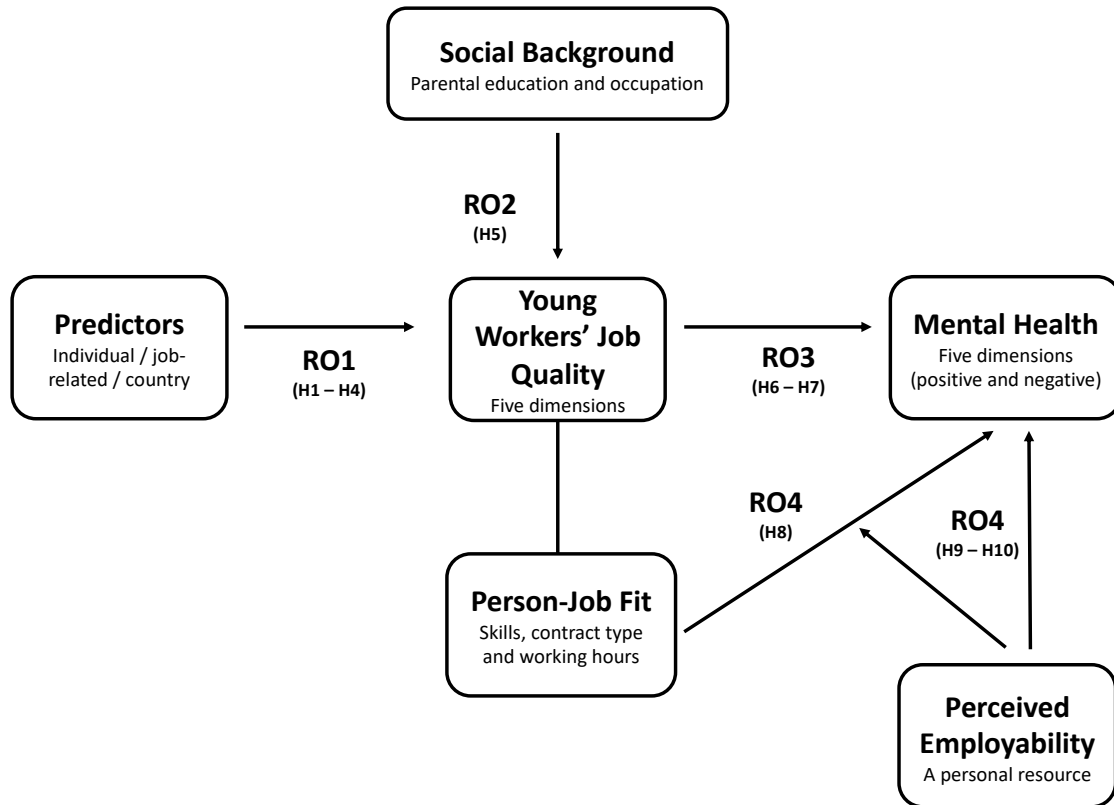 Social Background
Parental education and occupation
RO2
(H5)
Predictors
Individual / job-
related / country
RO1
(H1 – H4)
Young
Workers’ Job
Quality
Five dimensions
RO3
(H6 – H7)
Mental Health
Five dimensions
(positive and negative)
RO4
(H8)
RO4
(H9 – H10)
Person-Job Fit
Skills, contract type
and working hours
Perceived
Employability
A personal resource